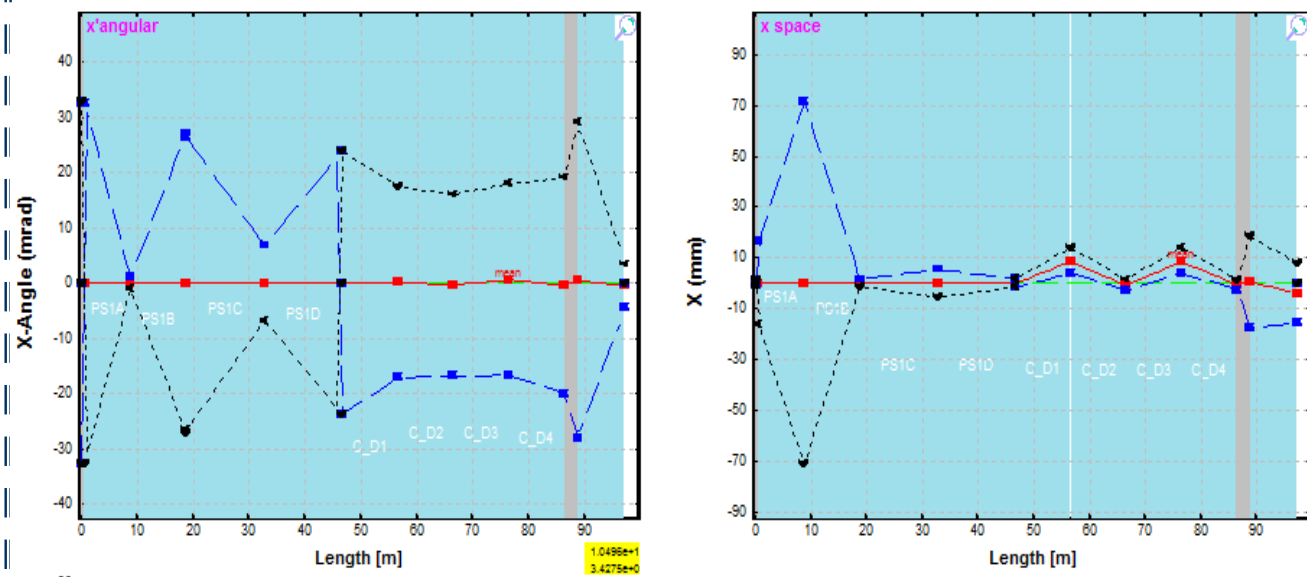 x'angular
40
30
20
10
0
-10
-20
-30
-40
X-Angle (mrad)
mean
PS1A
PS1B
PS1C
PS1D
C_D1
C_D2
C_D3
C_D4
0 10 20 30 40 50 60 70 80 90
Length [m]
1.0496e+1
3.4275e+0
x space
90
70
50
30
10
-10
-30
-50
-70
-90
X (mm)
mean
PS1A
PS1B
PS1C
PS1D
C_D1
C_D2
C_D3
C_D4
0 10 20 30 40 50 60 70 80 90
Length [m]